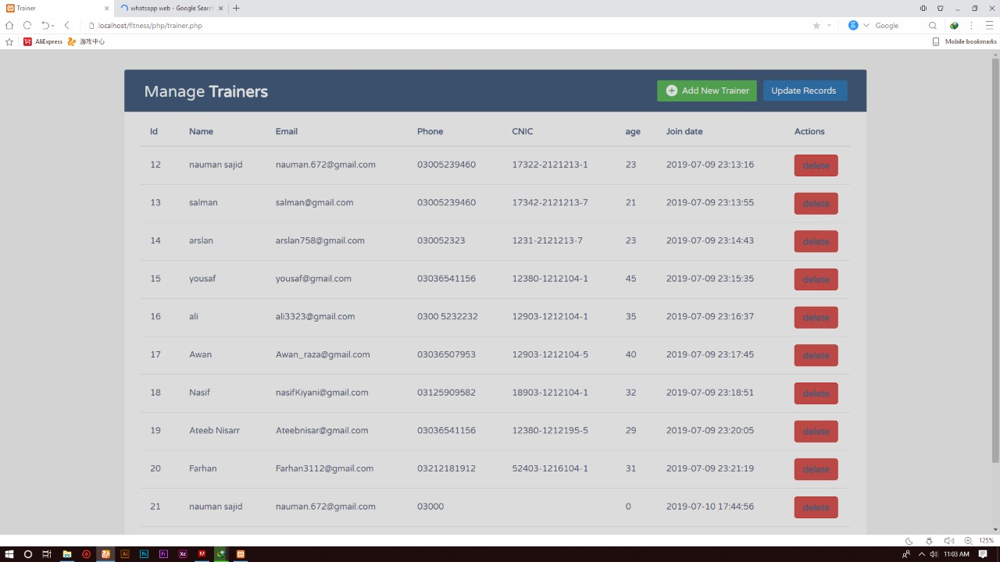 Trainer
whatsapp web - Google Searc
localhost/fitness/php/trainer.php
Google
AliExpress 游戏中心 Mobile bookmarks
Manage Trainers Add New Trainer Update Records
Id Name Email Phone CNIC age Join date Actions
12 nauman sajid nauman.672@gmail.com 03005239460 17322-2121213-1 23 2019-07-09 23:13:16 delete
13 salman salman@gmail.com 03005239460 17342-2121213-7 21 2019-07-09 23:13:55 delete
14 arslan arslan758@gmail.com 030052323 1231-2121213-7 23 2019-07-09 23:14:43 delete
15 yousaf yousaf@gmail.com 03036541156 12380-1212104-1 45 2019-07-09 23:15:35 delete
16 ali ali3323@gmail.com 0300 5232232 12903-1212104-1 35 2019-07-09 23:16:37 delete
17 Awan Awan_raza@gmail.com 03036507953 12903-1212104-5 40 2019-07-09 23:17:45 delete
18 Nasif nasifKiyani@gmail.com 03125909582 18903-1212104-1 32 2019-07-09 23:18:51 delete
19 Ateeb Nisarr Ateebnisar@gmail.com 03036541156 12380-1212195-5 29 2019-07-09 23:20:05 delete
20 Farhan Farhan3112@gmail.com 03212181912 52403-1216104-1 31 2019-07-09 23:21:19 delete
21 nauman sajid nauman.672@gmail.com 03000 0 2019-07-10 17:44:56 delete
125%
Ai Ps Pr Xd 11:03 AM